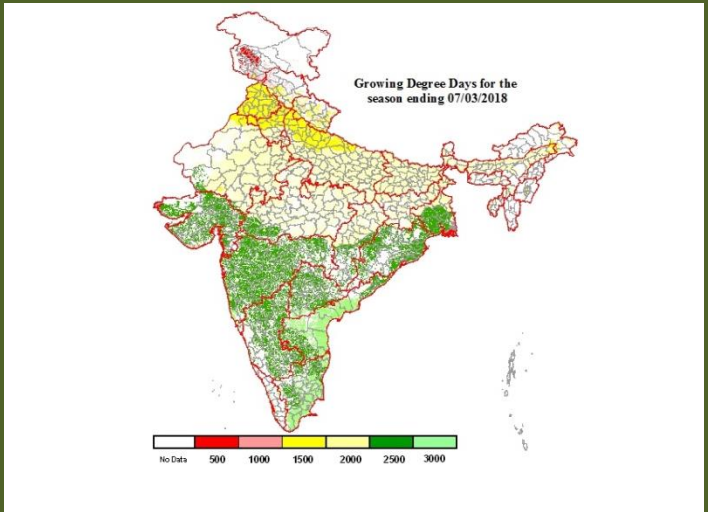 Growing Degree Days for the
season ending 07/03/2018
No Data 500 1000 1500 2000 2500 3000